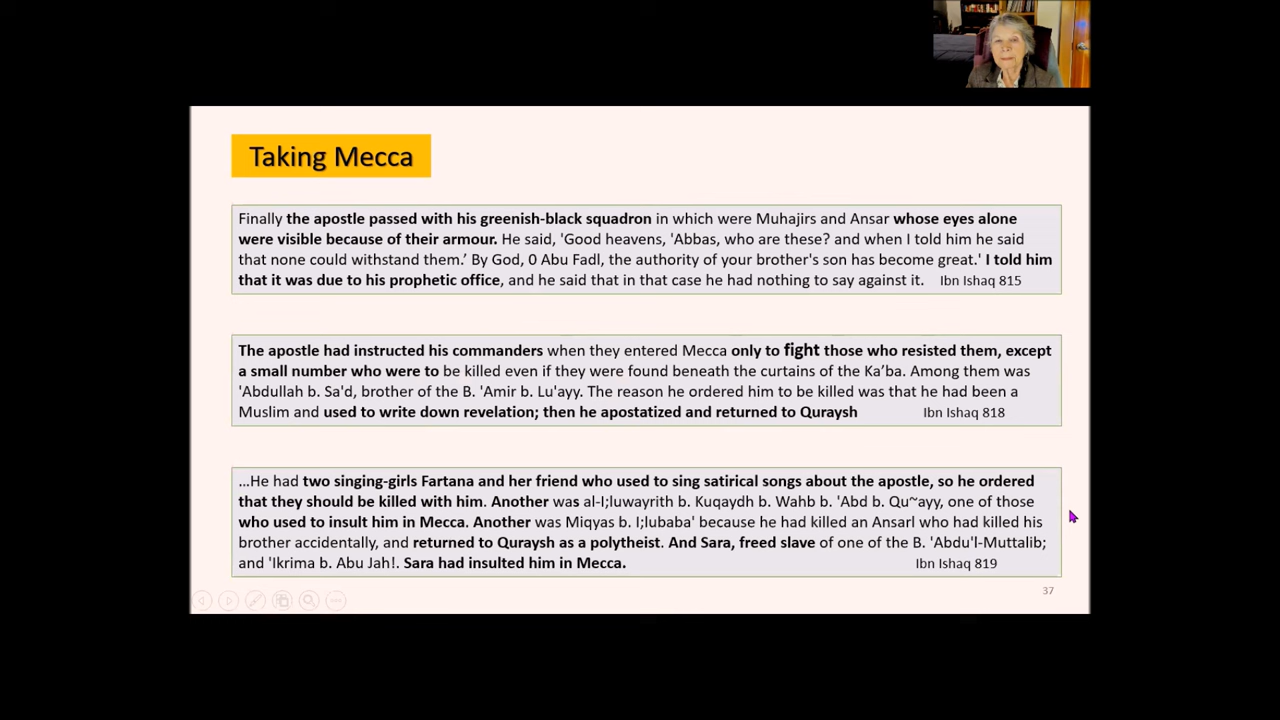 Taking Mecca
Finally the apostle passed with his greenish-black squadron in which were Muhajirs and Ansar whose eyes alone
were visible because of their armour. He said, 'Good heavens, 'Abbas, who are these? and when I told him he said
that none could withstand them.’ By God, 0 Abu Fadl, the authority of your brother's son has become great.' I told him
that it was due to his prophetic office, and he said that in that case he had nothing to say against it. Ibn Ishaq 815
The apostle had instructed his commanders when they entered Mecca only to fight those who resisted them, except
a small number who were to be killed even if they were found beneath the curtains of the Ka’ba. Among them was
'Abdullah b. Sa'd, brother of the B. 'Amir b. Lu'ayy. The reason he ordered him to be killed was that he had been a
Muslim and used to write down revelation; then he apostatized and returned to Quraysh Ibn Ishaq 818
...He had two singing-girls Fartana and her friend who used to sing satirical songs about the apostle, so he ordered
that they should be killed with him. Another was al-I;luwayrith b. Kuqaydh b. Wahb b. 'Abd b. Qu~ayy, one of those
who used to insult him in Mecca. Another was Miqyas b. I;lubaba' because he had killed an Ansarl who had killed his
brother accidentally, and returned to Quraysh as a polytheist. And Sara, freed slave of one of the B. 'Abdu'l-Muttalib;
and 'Ikrima b. Abu Jah!. Sara had insulted him in Mecca. Ibn Ishaq 819
37